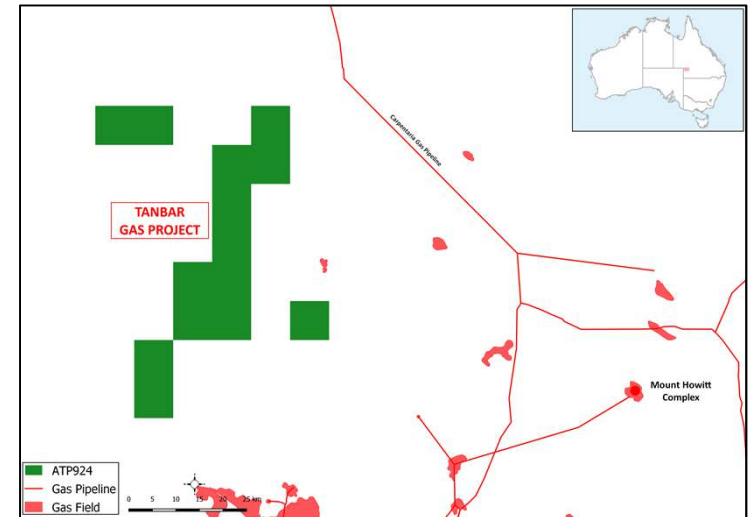 Carpentaria Gas Pipeline
TANBAR
GAS PROJECT
Mount Howitt
Complex
ATP924
Gas Pipeline
Gas Field
0 5 10 15 20 25 km